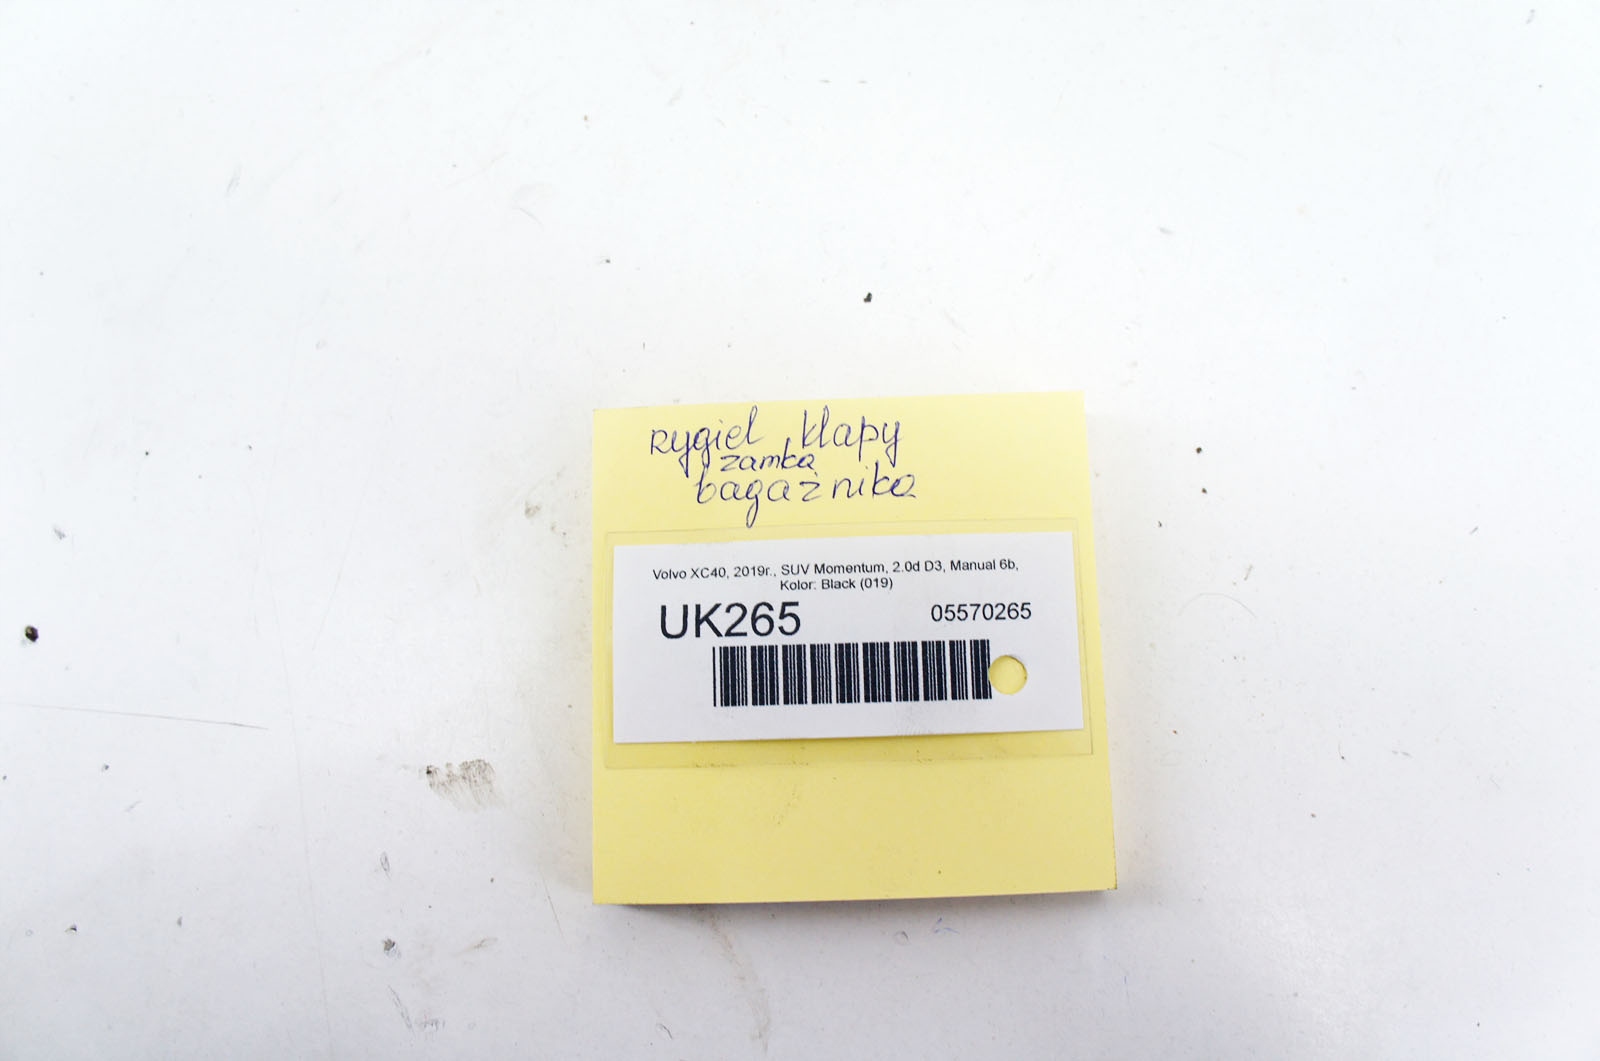 rygiel klapy
zamka
bagażnika
Volvo XC40, 2019r., SUV Momentum, 2.0d D3, Manual 6b,
Kolor: Black (019)
UK265 05570265